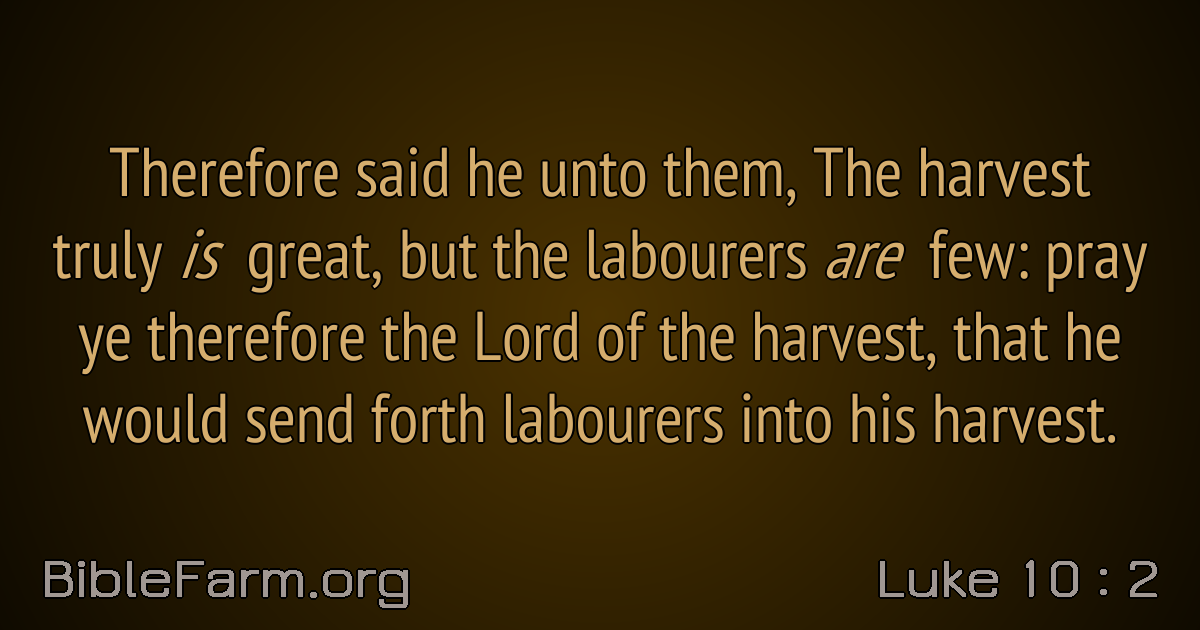 Therefore said he unto them, The harvest
truly is great, but the labourers are few: pray
ye therefore the Lord of the harvest, that he
would send forth labourers into his harvest.
BibleFarm.org
Luke 10 : 2